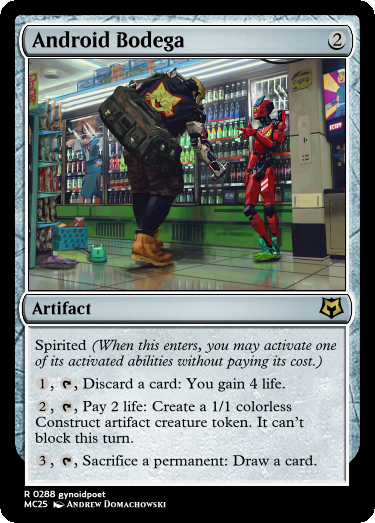 Android Bodega 2
Artifact
Spirited (When this enters, you may activate one
of its activated abilities without paying its cost.)
1, , Discard a card: You gain 4 life.
2, , Pay 2 life: Create a 1/1 colorless
Construct artifact creature token. It can't
block this turn.
3, , Sacrifice a permanent: Draw a card.
R 0288 gynoidpoet
MC25 Andrew Domachowski